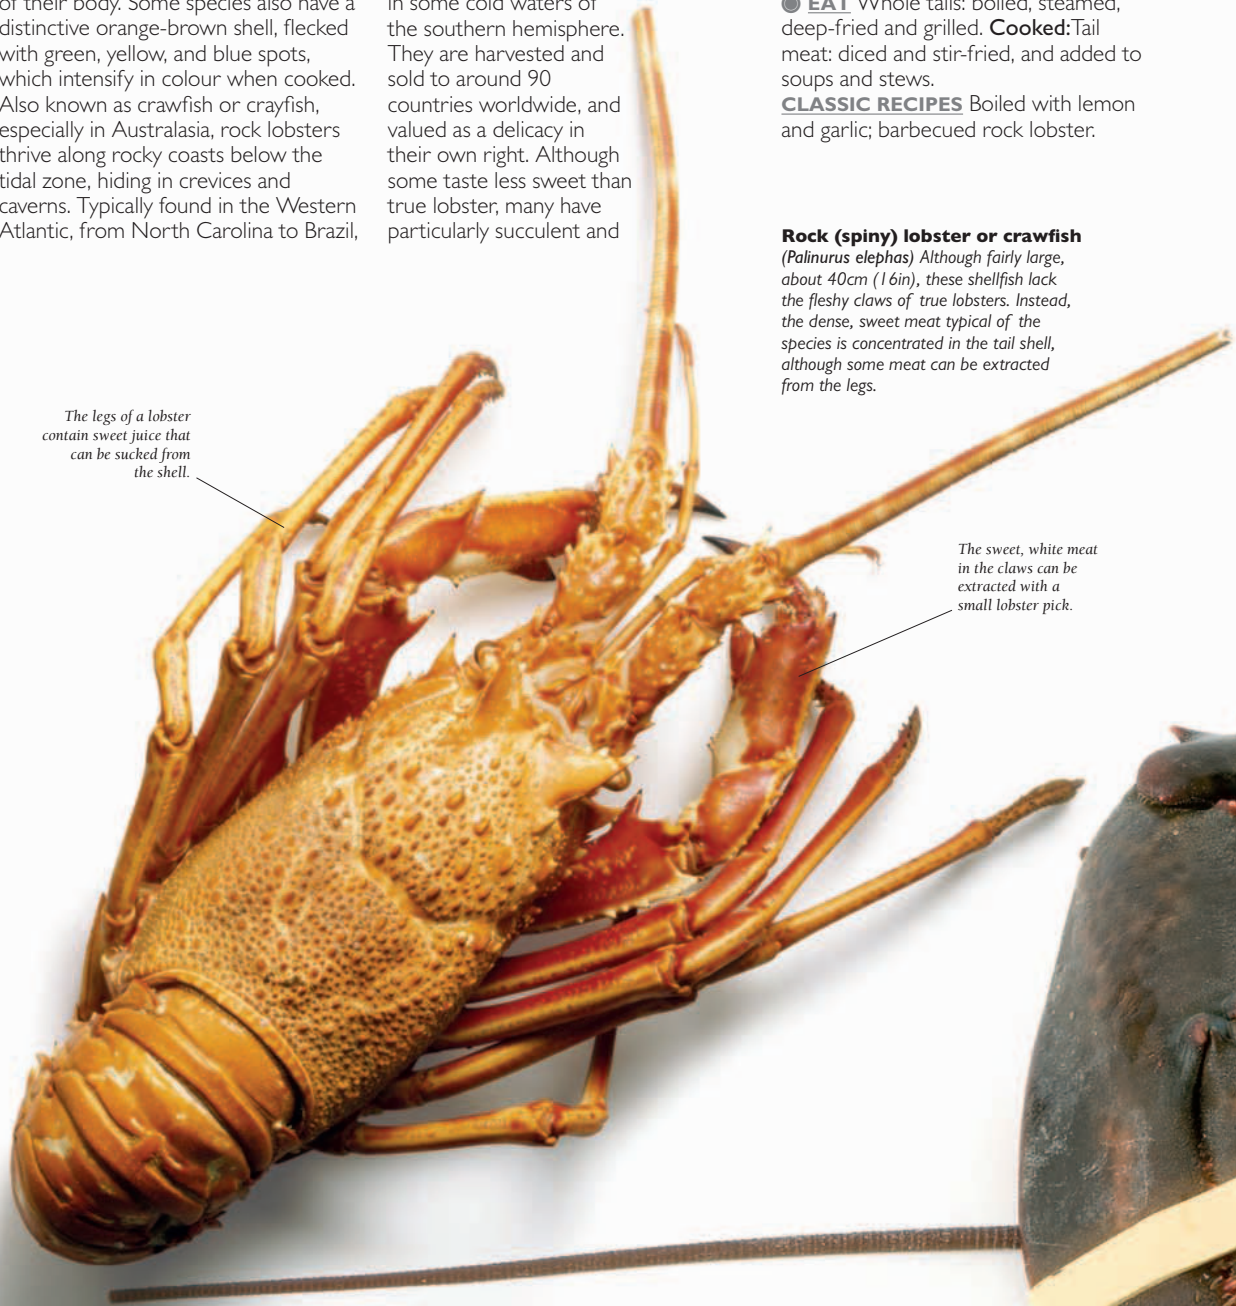 of their body. Some species also have a
distinctive orange-brown shell, flecked
with green, yellow, and blue spots,
which intensify in colour when cooked.
Also known as crawfish or crayfish,
especially in Australasia, rock lobsters
thrive along rocky coasts below the
tidal zone, hiding in crevices and
caverns. Typically found in the Western
Atlantic, from North Carolina to Brazil,
in some cold waters of
the southern hemisphere.
They are harvested and
sold to around 90
countries worldwide, and
valued as a delicacy in
their own right. Although
some taste less sweet than
true lobster, many have
particularly succulent and
EAT Whole tails: boiled, steamed,
deep-fried and grilled. Cooked:Tail
meat: diced and stir-fried, and added to
soups and stews.
CLASSIC RECIPES Boiled with lemon
and garlic; barbecued rock lobster.
Rock (spiny) lobster or crawfish
(Palinurus elephas) Although fairly large,
about 40cm (16in), these shellfish lack
the fleshy claws of true lobsters. Instead,
the dense, sweet meat typical of the
species is concentrated in the tail shell,
although some meat can be extracted
from the legs.
The legs of a lobster
contain sweet juice that
can be sucked from
the shell.
The sweet, white meat
in the claws can be
extracted with a
small lobster pick.